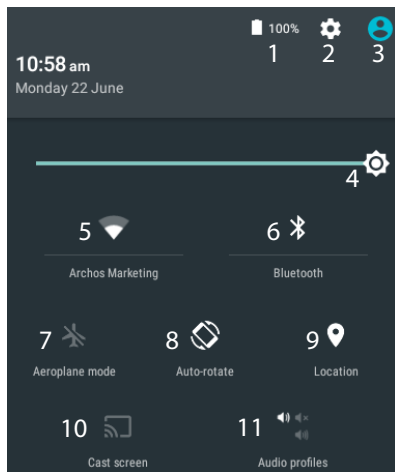 100%
1 2 3
10:58 am
Monday 22 June
4
5 6
Archos Marketing Bluetooth
7 8 9
Aeroplane mode Auto-rotate Location
10 11
Cast screen Audio profiles